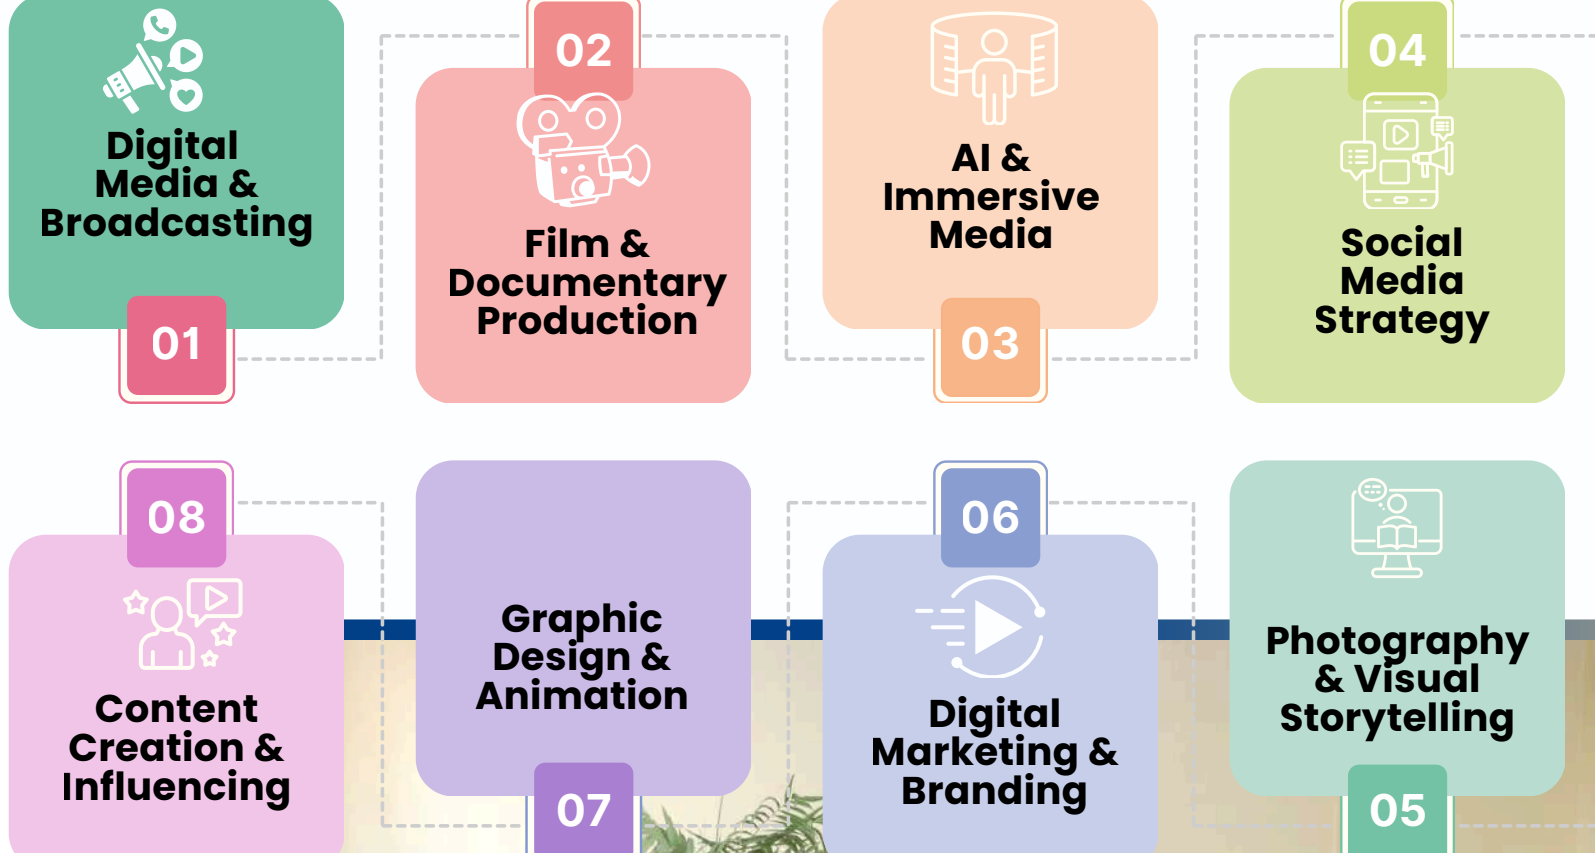 Digital
Media &
Broadcasting
01
02
Film &
Documentary
Production
AI &
Immersive
Media
03
04
Social
Media
Strategy
08
Content
Creation &
Influencing
Graphic
Design &
Animation
07
06
Digital
Marketing &
Branding
Photography
& Visual
Storytelling
05